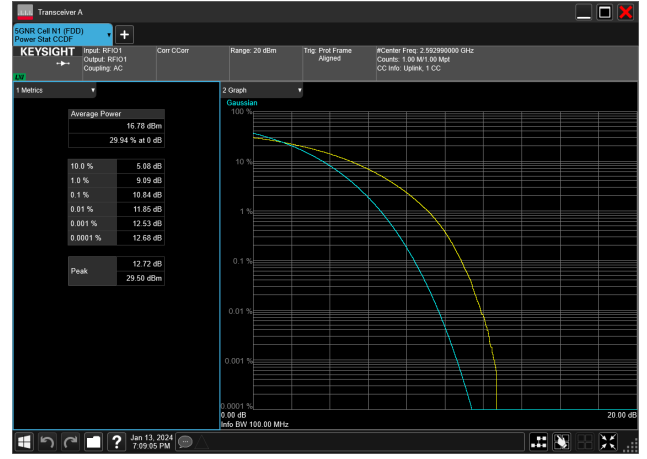 Transceiver A
5GNR Cell N1 (FDD)
Power Stat CCDF
KEYSIGHT
Input: RFIO1
Output: RFIO1
Coupling: AC
Corr CCorr
Range: 20 dBm
Trig: Prot Frame
Aligned
#Center Freq: 2.592990000 GHz
Counts: 1.00 M/1.00 Mpt
CC Info: Uplink, 1 CC
1 Metrics
Average Power
16.78 dBm
29.94 % at 0 dB
10.0 % 5.08 dB
1.0 % 9.09 dB
0.1 % 10.84 dB
0.01 % 11.85 dB
0.001 % 12.53 dB
0.0001 % 12.68 dB
Peak
12.72 dB
29.50 dBm
2 Graph
Gaussian
100 %
10 %
1 %
0.1 %
0.01 %
0.001 %
0.0001 %
0.00 dB
20.00 dB
Info BW 100.00 MHz
Jan 13, 2024
7:09:05 PM